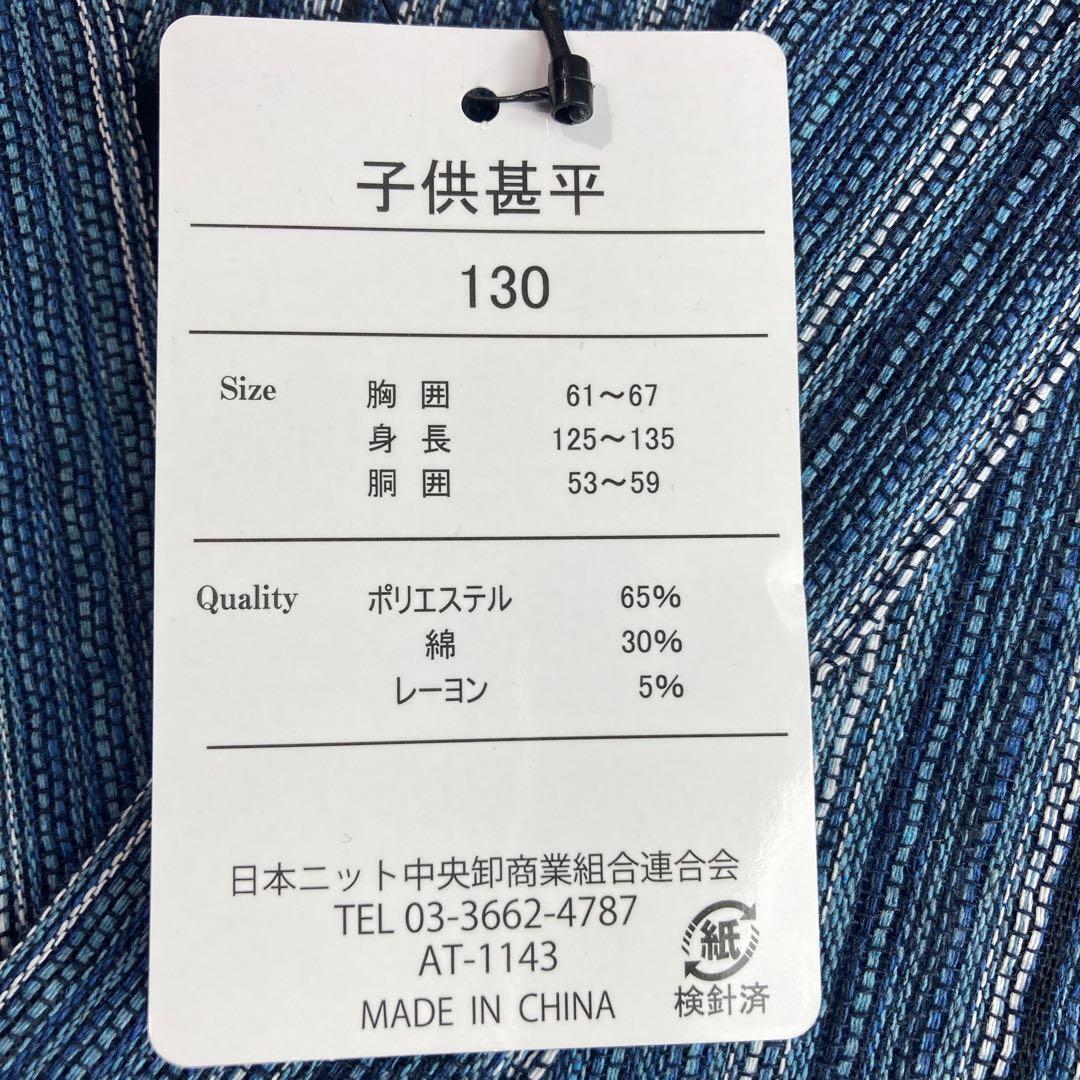 子供甚平
130
Size 胸囲 61～67
身長 125～135
胴囲 53～59
Quality ポリエステル 65%
綿 30%
レーヨン 5%
日本ニット中央卸商業組合連合会
TEL 03-3662-4787
AT-1143
MADE IN CHINA
紙
検針済